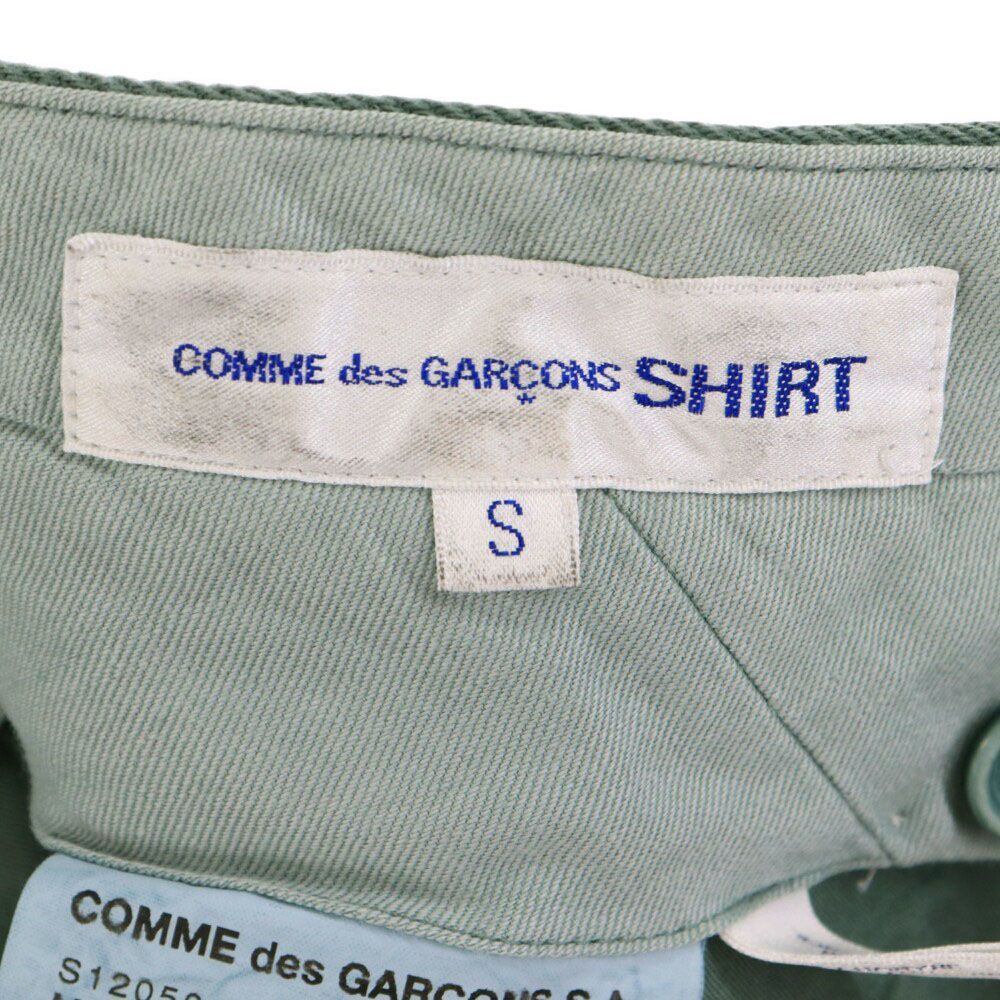 COMME des GARÇONS SHIRT
S
COMME des GARÇONS S.A.